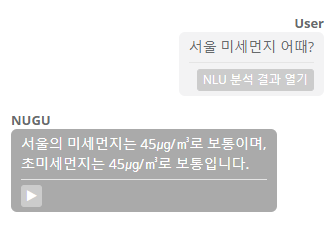 User
서울 미세먼지 어때?
NLU 분석 결과 열기
NUGU
서울의 미세먼지는 45㎍/㎥로 보통이며,
초미세먼지는 45㎍/㎥로 보통입니다.